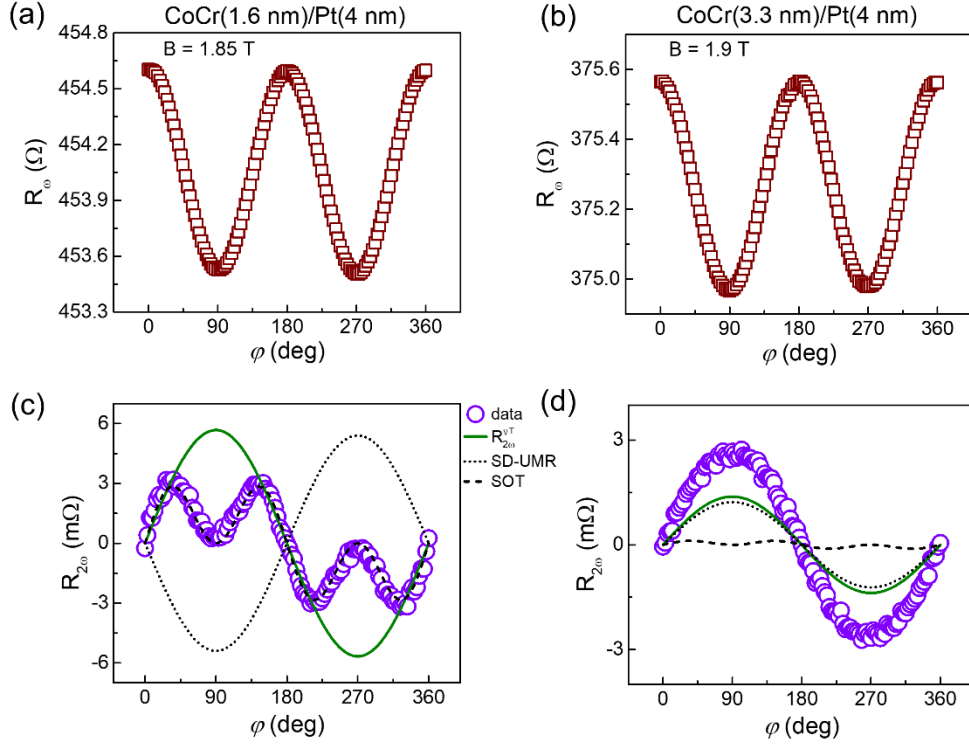 (a)
CoCr(1.6 nm)/Pt(4 nm)
B = 1.85 T
454.8
454.5
454.2
453.9
453.6
453.3
R_ω (Ω)
0 90 180 270 360
φ (deg)
(b)
CoCr(3.3 nm)/Pt(4 nm)
B = 1.9 T
375.6
375.4
375.2
375.0
R_ω (Ω)
0 90 180 270 360
φ (deg)
(c)
6
3
0
-3
-6
R_2ω (mΩ)
0 90 180 270 360
φ (deg)
data
R_2ω^∇T
SD-UMR
SOT
(d)
3
0
-3
R_2ω (mΩ)
0 90 180 270 360
φ (deg)